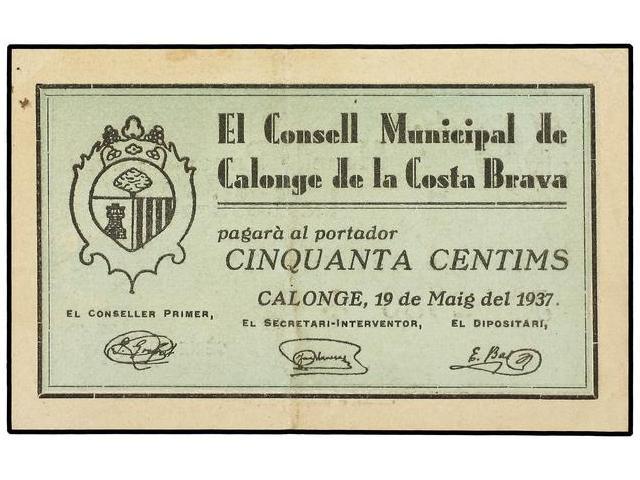 El Consell Municipal de
Calonge de la Costa Brava
pagarà al portador
CINQUANTA CENTIMS
CALONGE, 19 de Maig del 1937.
EL CONSELLER PRIMER,
EL SECRETARI-INTERVENTOR,
EL DIPOSITARI,